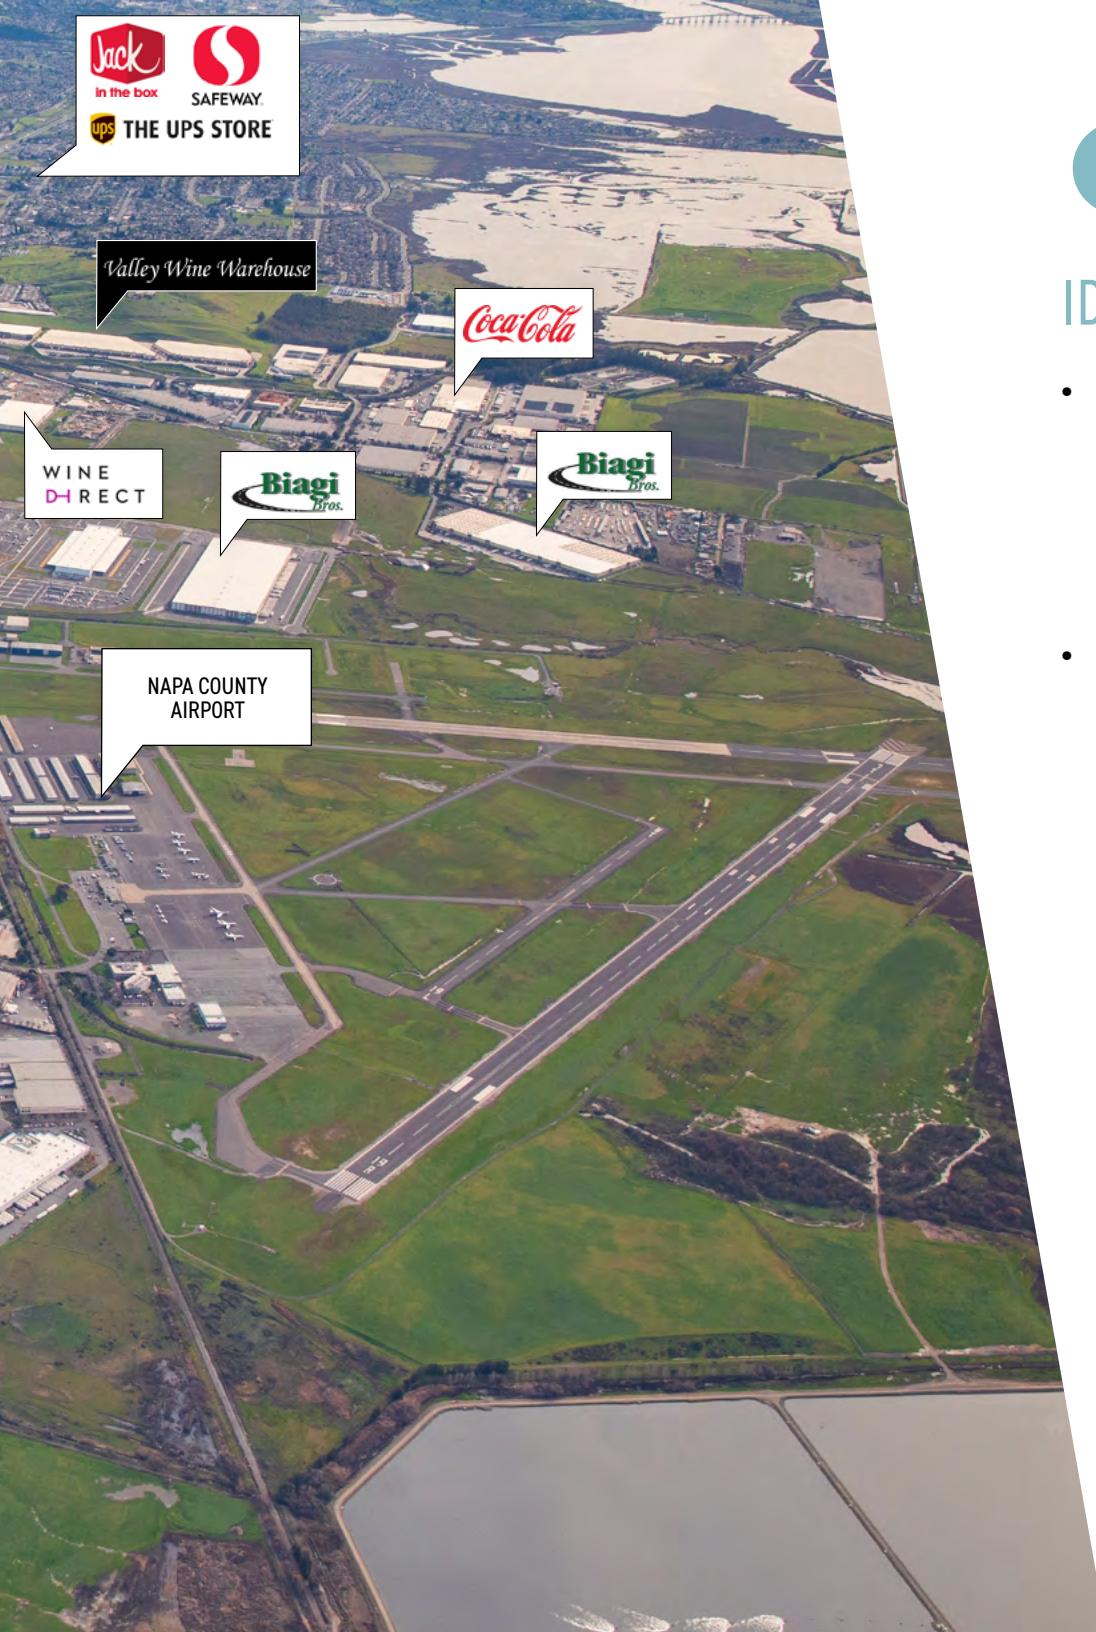 Jack
in the box
SAFEWAY
ups THE UPS STORE
Valley Wine Warehouse
Coca-Cola
WINE
DIRECT
Biagi
Bros.
Biagi
Bros.
NAPA COUNTY
AIRPORT
ID